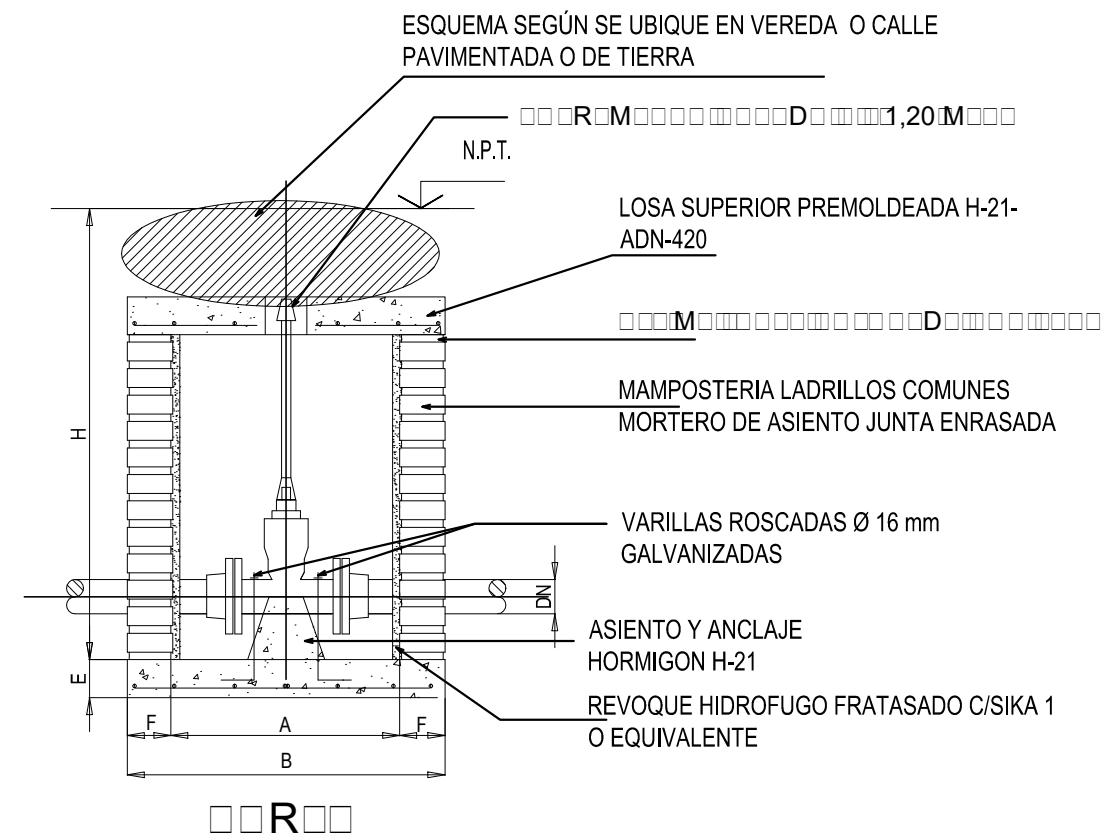 ESQUEMA SEGÚN SE UBIQUE EN VEREDA O CALLE
PAVIMENTADA O DE TIERRA
1,20
N.P.T.
LOSA SUPERIOR PREMOLDEADA H-21-
ADN-420
MAMPOSTERIA LADRILLOS COMUNES
MORTERO DE ASIENTO JUNTA ENRASADA
H
VARILLAS ROSCADAS Ø 16 mm
GALVANIZADAS
DN
ASIENTO Y ANCLAJE
HORMIGON H-21
E
REVOQUE HIDROFUGO FRATASADO C/SIKA 1
O EQUIVALENTE
F
A
F
B